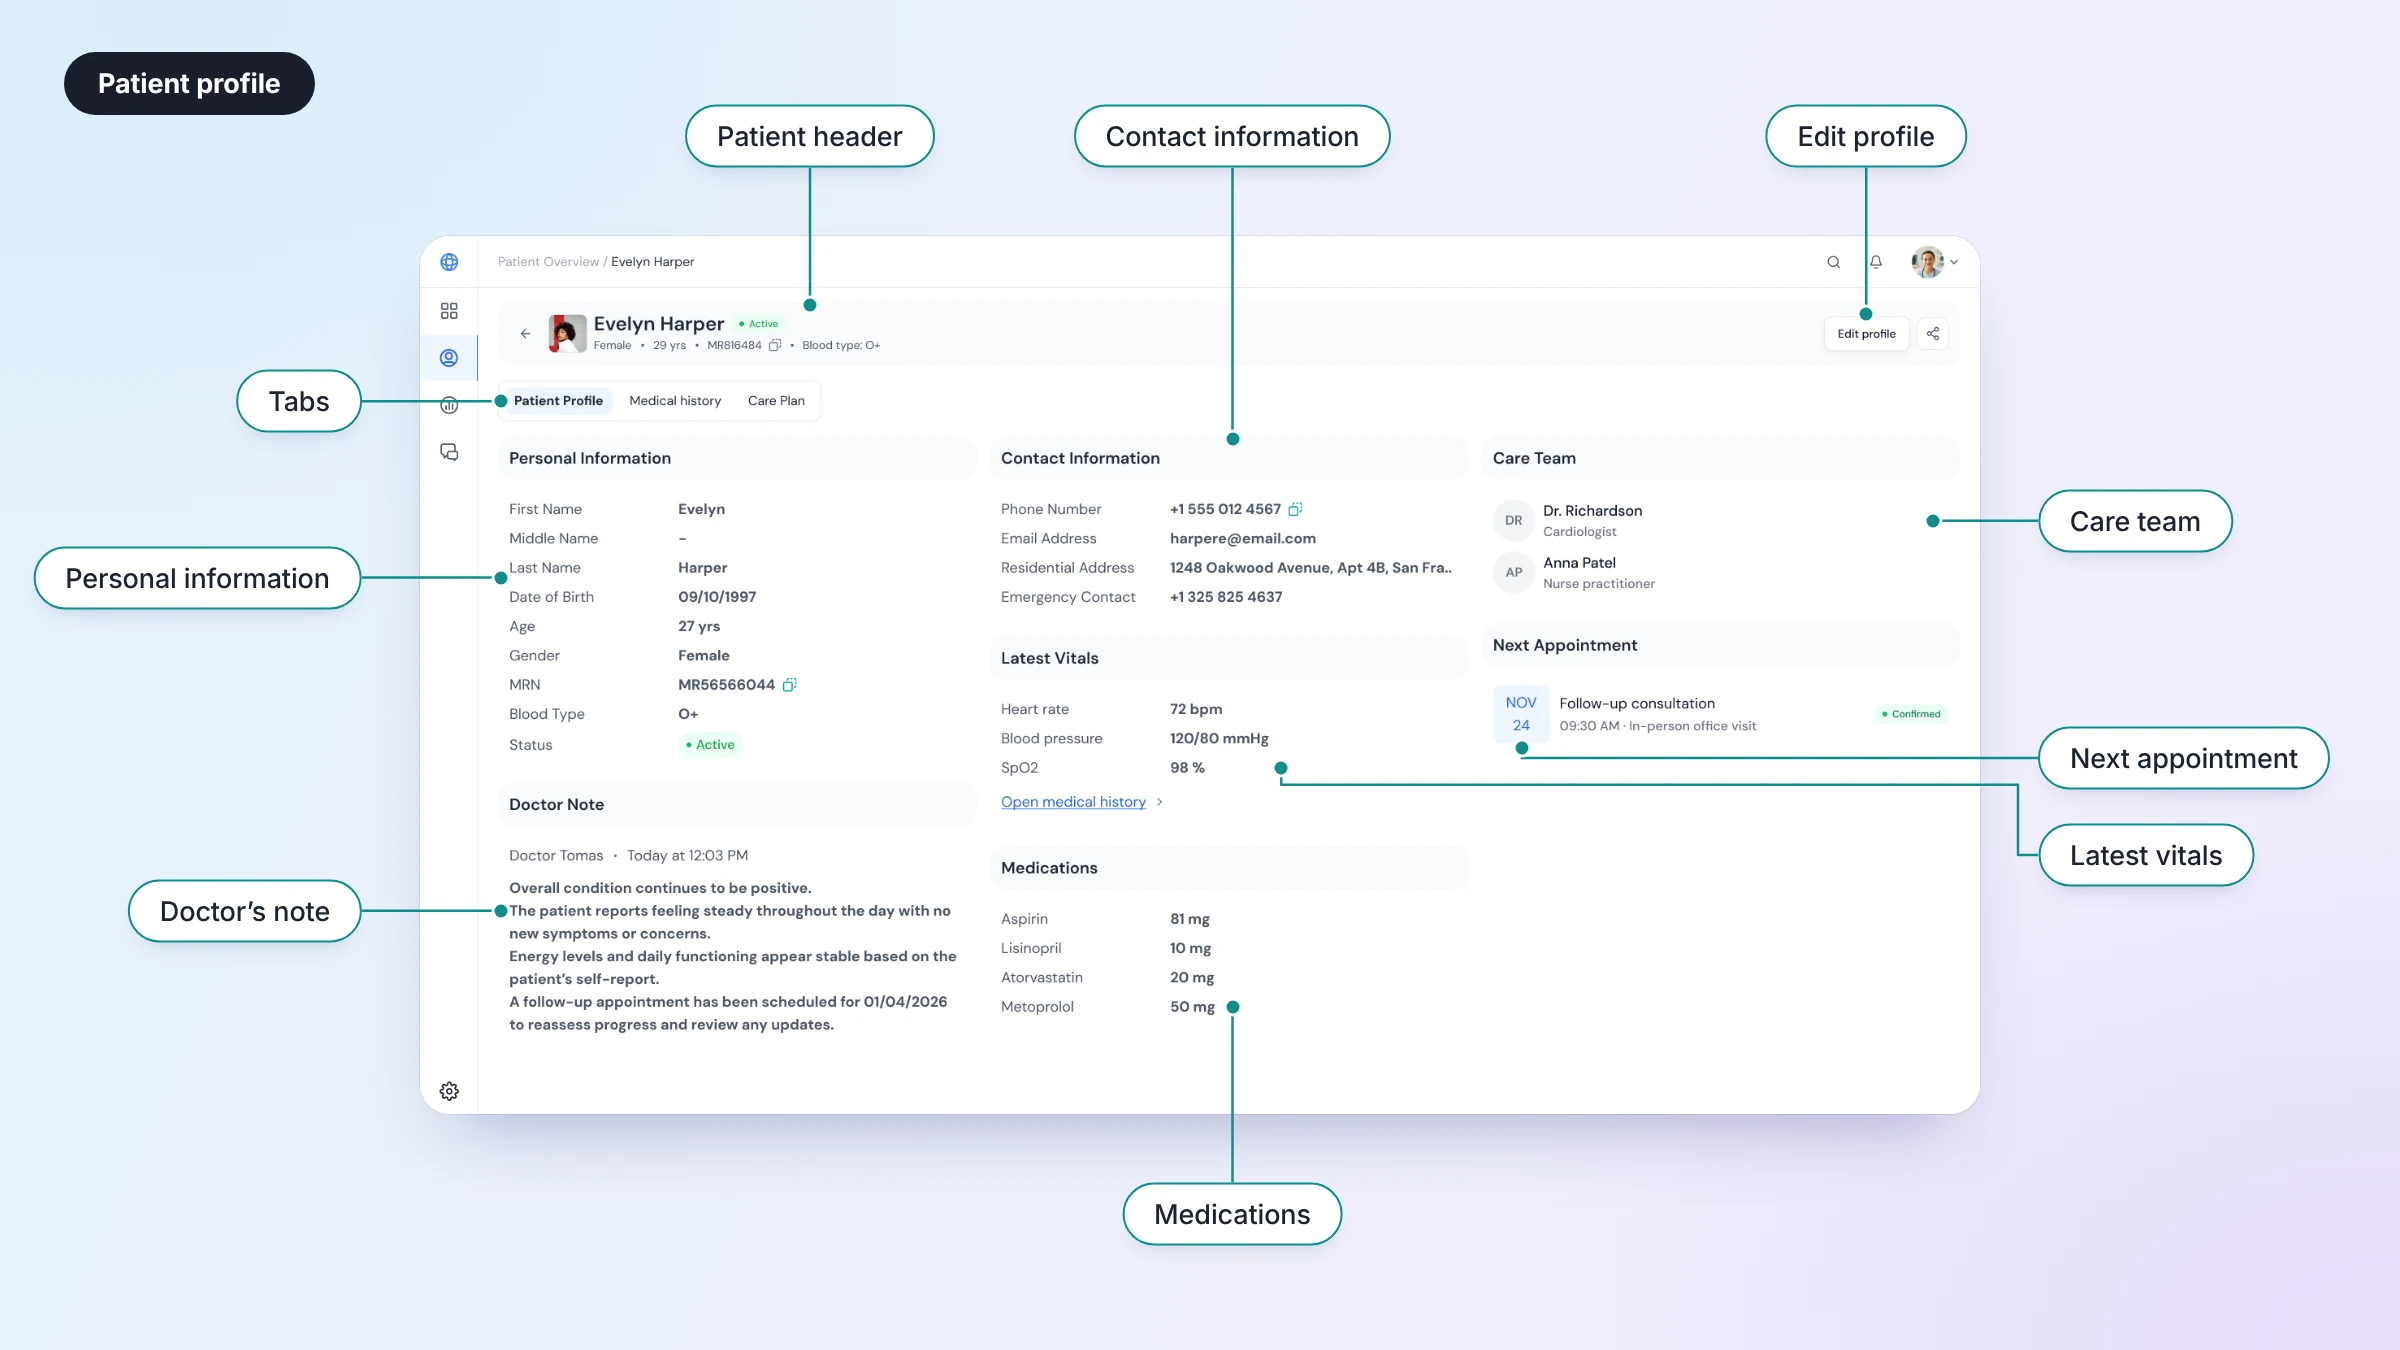 Patient profile
Patient header
Contact information
Edit profile
Patient Overview / Evelyn Harper
Evelyn Harper
Active
Female • 29 yrs • MR816484 • Blood type: O+
Edit profile
Tabs
Patient Profile
Medical history
Care Plan
Personal Information
First Name Evelyn
Middle Name -
Last Name Harper
Date of Birth 09/10/1997
Age 27 yrs
Gender Female
MRN MR56566044
Blood Type O+
Status Active
Personal information
Doctor Note
Doctor Tomas • Today at 12:03 PM
Overall condition continues to be positive.
The patient reports feeling steady throughout the day with no
new symptoms or concerns.
Energy levels and daily functioning appear stable based on the
patient’s self-report.
A follow-up appointment has been scheduled for 01/04/2026
to reassess progress and review any updates.
Doctor’s note
Contact Information
Phone Number +1 555 012 4567
Email Address harpere@email.com
Residential Address 1248 Oakwood Avenue, Apt 4B, San Fra..
Emergency Contact +1 325 825 4637
Latest Vitals
Heart rate 72 bpm
Blood pressure 120/80 mmHg
SpO2 98 %
Open medical history
Medications
Aspirin 81 mg
Lisinopril 10 mg
Atorvastatin 20 mg
Metoprolol 50 mg
Care Team
DR
Dr. Richardson
Cardiologist
AP
Anna Patel
Nurse practitioner
Care team
Next Appointment
NOV
24
Follow-up consultation
09:30 AM · In-person office visit
Confirmed
Next appointment
Latest vitals
Medications